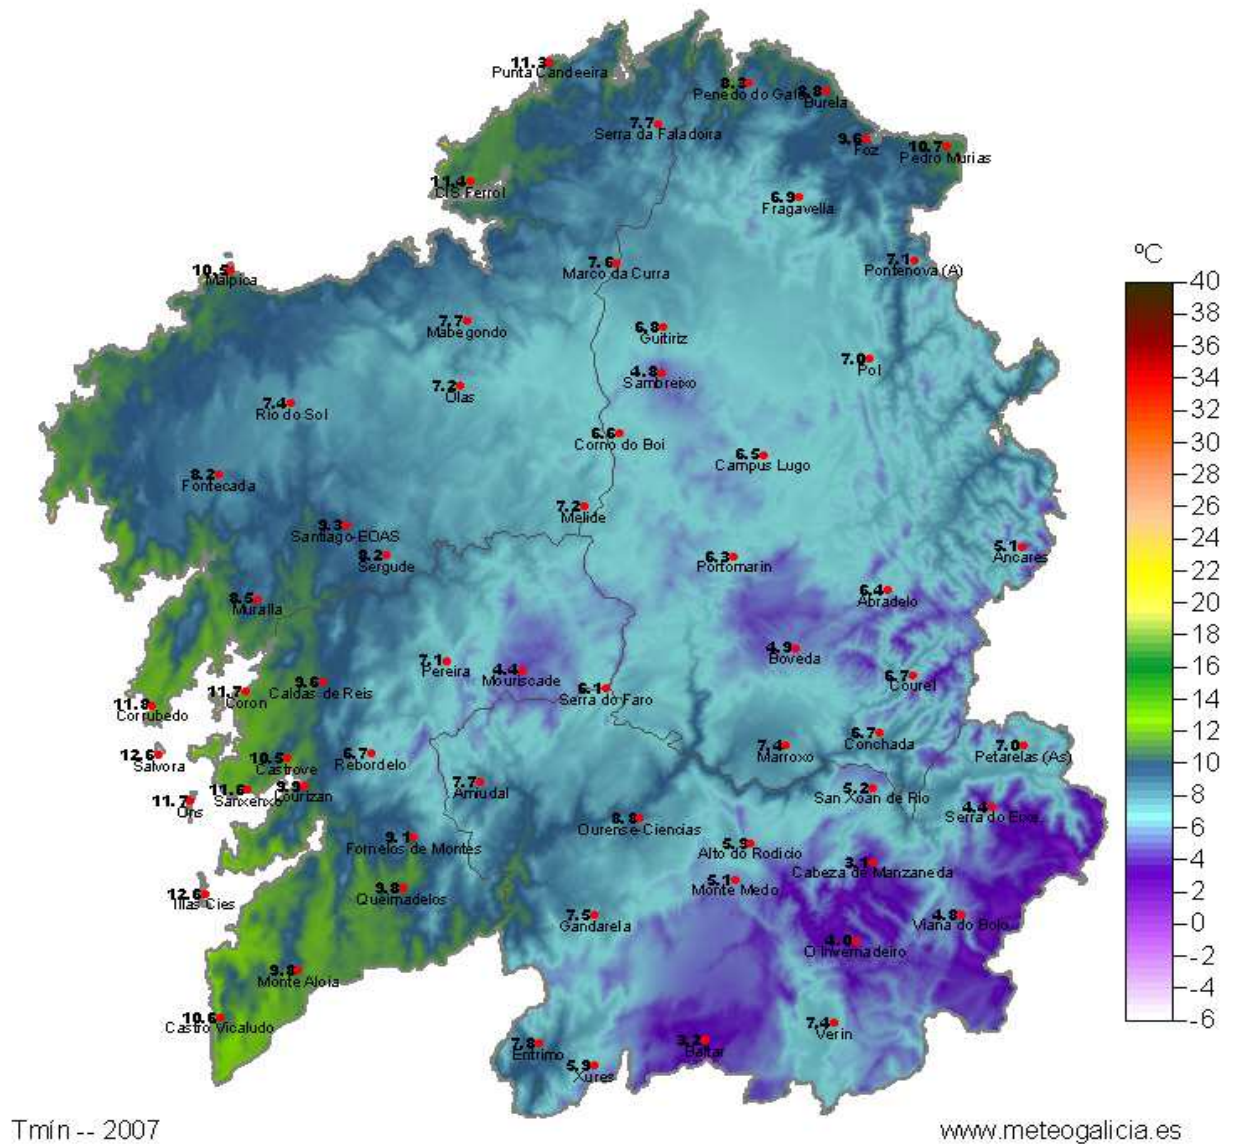 11.3
Punta Candeeira
8.3
Penedo do Galo
8.8
Burela
7.7
Serra da Faladoira
9.6
Foz
10.7
Pedro Murias
11.4
CIS Ferrol
6.9
Fragavella
10.5
Malpica
7.6
Marco da Curra
7.1
Pontenova (A)
ºC
7.7
Mabegondo
6.8
Guitiriz
7.0
Pol
4.8
Sambreixo
7.2
Olas
7.4
Rio do Sol
6.6
Corno do Boi
6.5
Campus Lugo
8.2
Fontecada
7.2
Melide
9.3
Santiago-EOAS
8.2
Sergude
6.3
Portomarin
5.1
Ancares
6.4
Abradelo
8.5
Muralla
4.9
Boveda
7.1
Pereira
4.4
Mouriscade
6.7
Courel
9.6
Caldas de Reis
11.7
Coron
6.1
Serra do Faro
11.8
Corrubedo
6.7
Conchada
7.4
Marroxo
7.0
Petarelas (As)
12.6
Salvora
10.5
Castrove
6.7
Rebordelo
7.7
Amiudal
5.2
San Xoan de Rio
11.6
Sanxenxo
9.9
Lourizan
11.7
Ons
4.4
Serra do Eixe
8.8
Ourense-Ciencias
9.1
Fornelos de Montes
5.9
Alto do Rodicio
3.1
Cabeza de Manzaneda
5.1
Monte Medo
12.6
Illas Cies
9.8
Queimadelos
7.5
Gandarela
4.8
Viana do Bolo
4.0
O Invernadeiro
9.8
Monte Aloia
10.6
Castro Vicaludo
7.4
Verin
7.8
Entrimo
3.2
Baltar
5.9
Xures
40
38
36
34
32
30
28
26
24
22
20
18
16
14
12
10
8
6
4
2
0
-2
-4
-6
Tmín -- 2007
www.meteogalicia.es